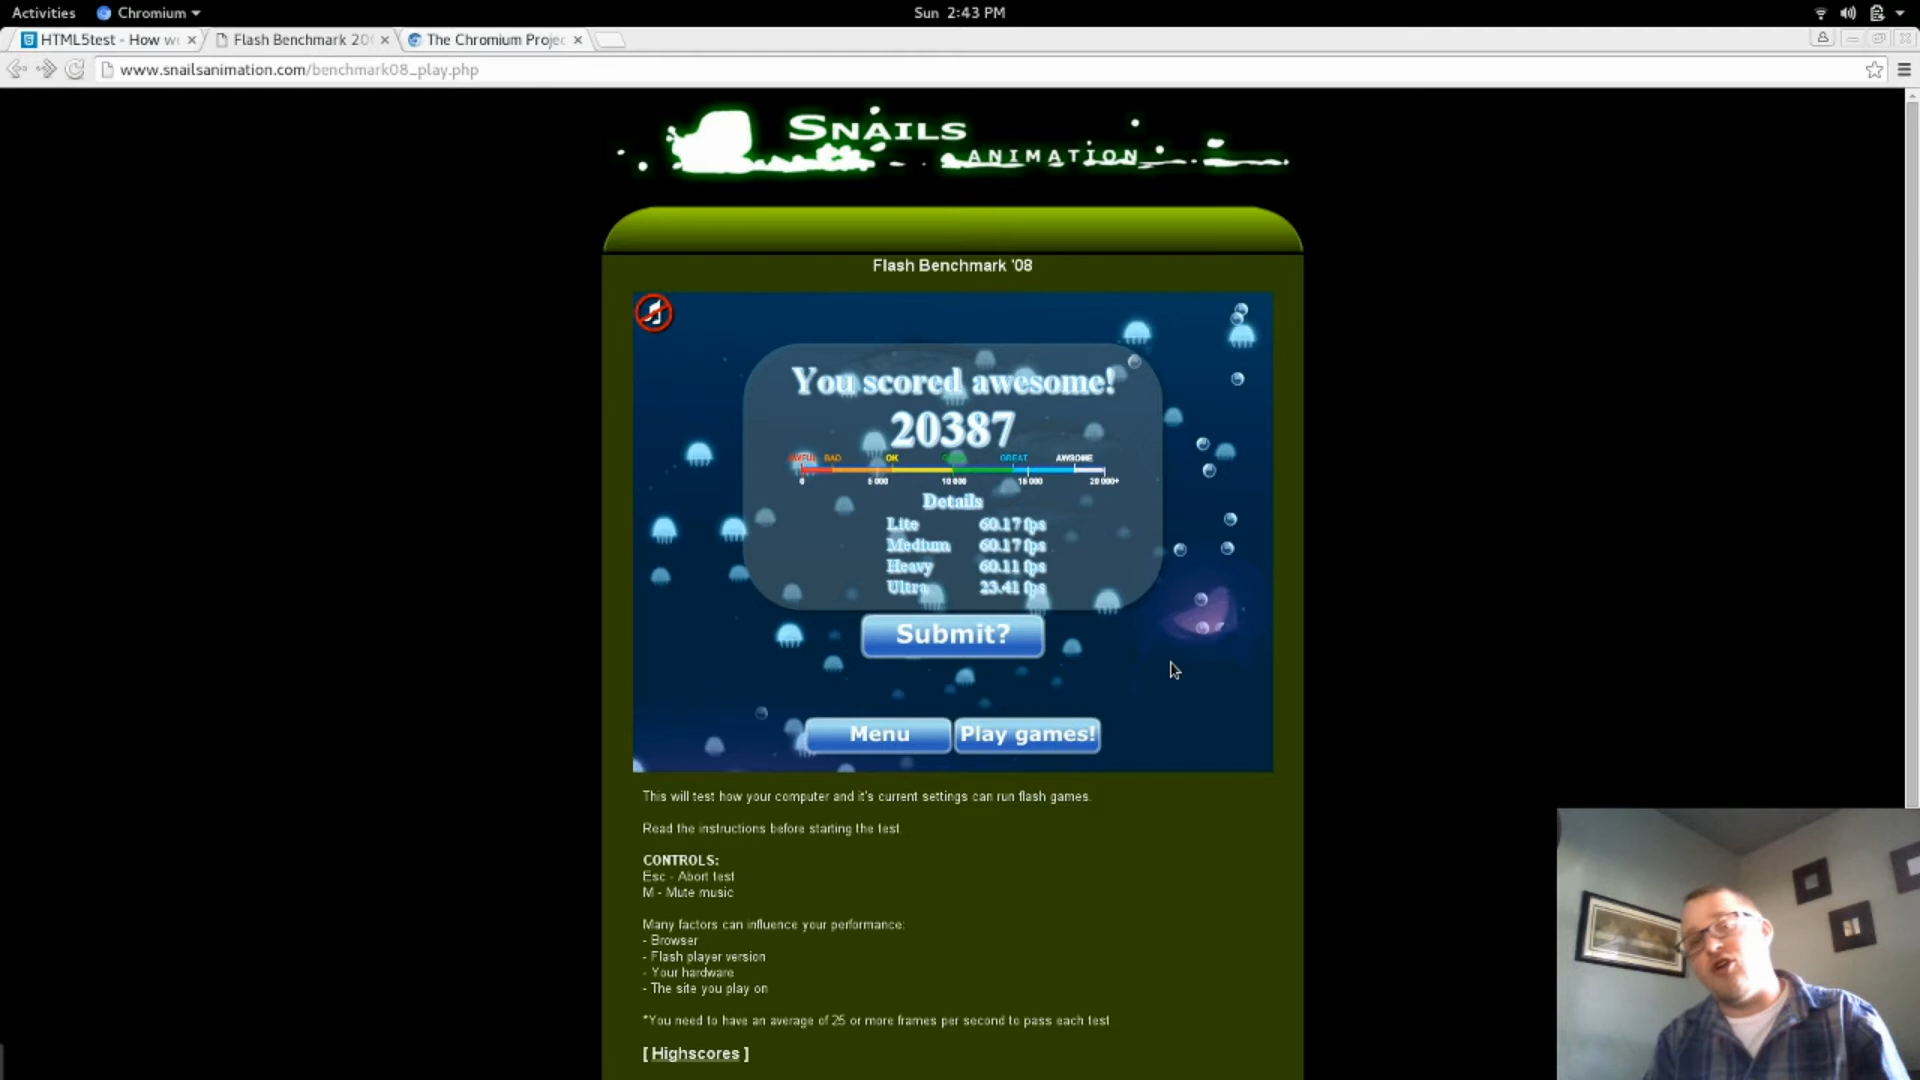 Activities Chromium Sun 2:43 PM
HTML5test - How we Flash Benchmark 200 The Chromium Projec
www.snailsanimation.com/benchmark08_play.php
SNAILS
ANIMATION
Flash Benchmark '08
You scored awesome!
20387
AWFUL BAD OK GREAT AWSOME
0 5 000 10 000 15 000 20 000+
Details
Lite 60.17 fps
Medium 60.17 fps
Heavy 60.11 fps
Ultra 23.41 fps
Submit?
Menu Play games!
This will test how your computer and it's current settings can run flash games.
Read the instructions before starting the test.
CONTROLS:
Esc - Abort test
M - Mute music
Many factors can influence your performance:
- Browser
- Flash player version
- Your hardware
- The site you play on
*You need to have an average of 25 or more frames per second to pass each test
[ Highscores ]